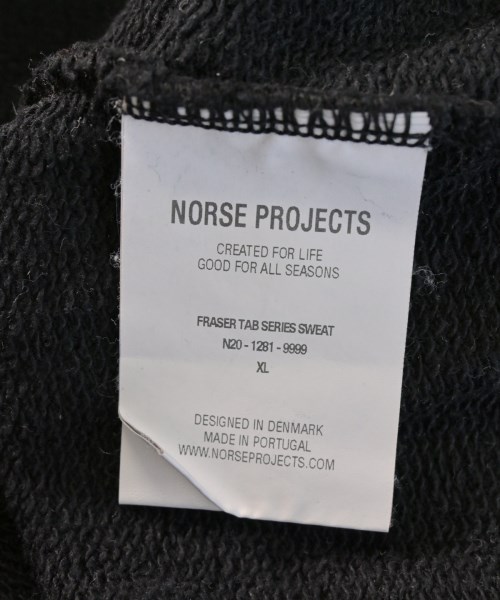 NORSE PROJECTS
CREATED FOR LIFE
GOOD FOR ALL SEASONS
FRASER TAB SERIES SWEAT
N20 - 1281 - 9999
XL
DESIGNED IN DENMARK
MADE IN PORTUGAL
WWW.NORSEPROJECTS.COM